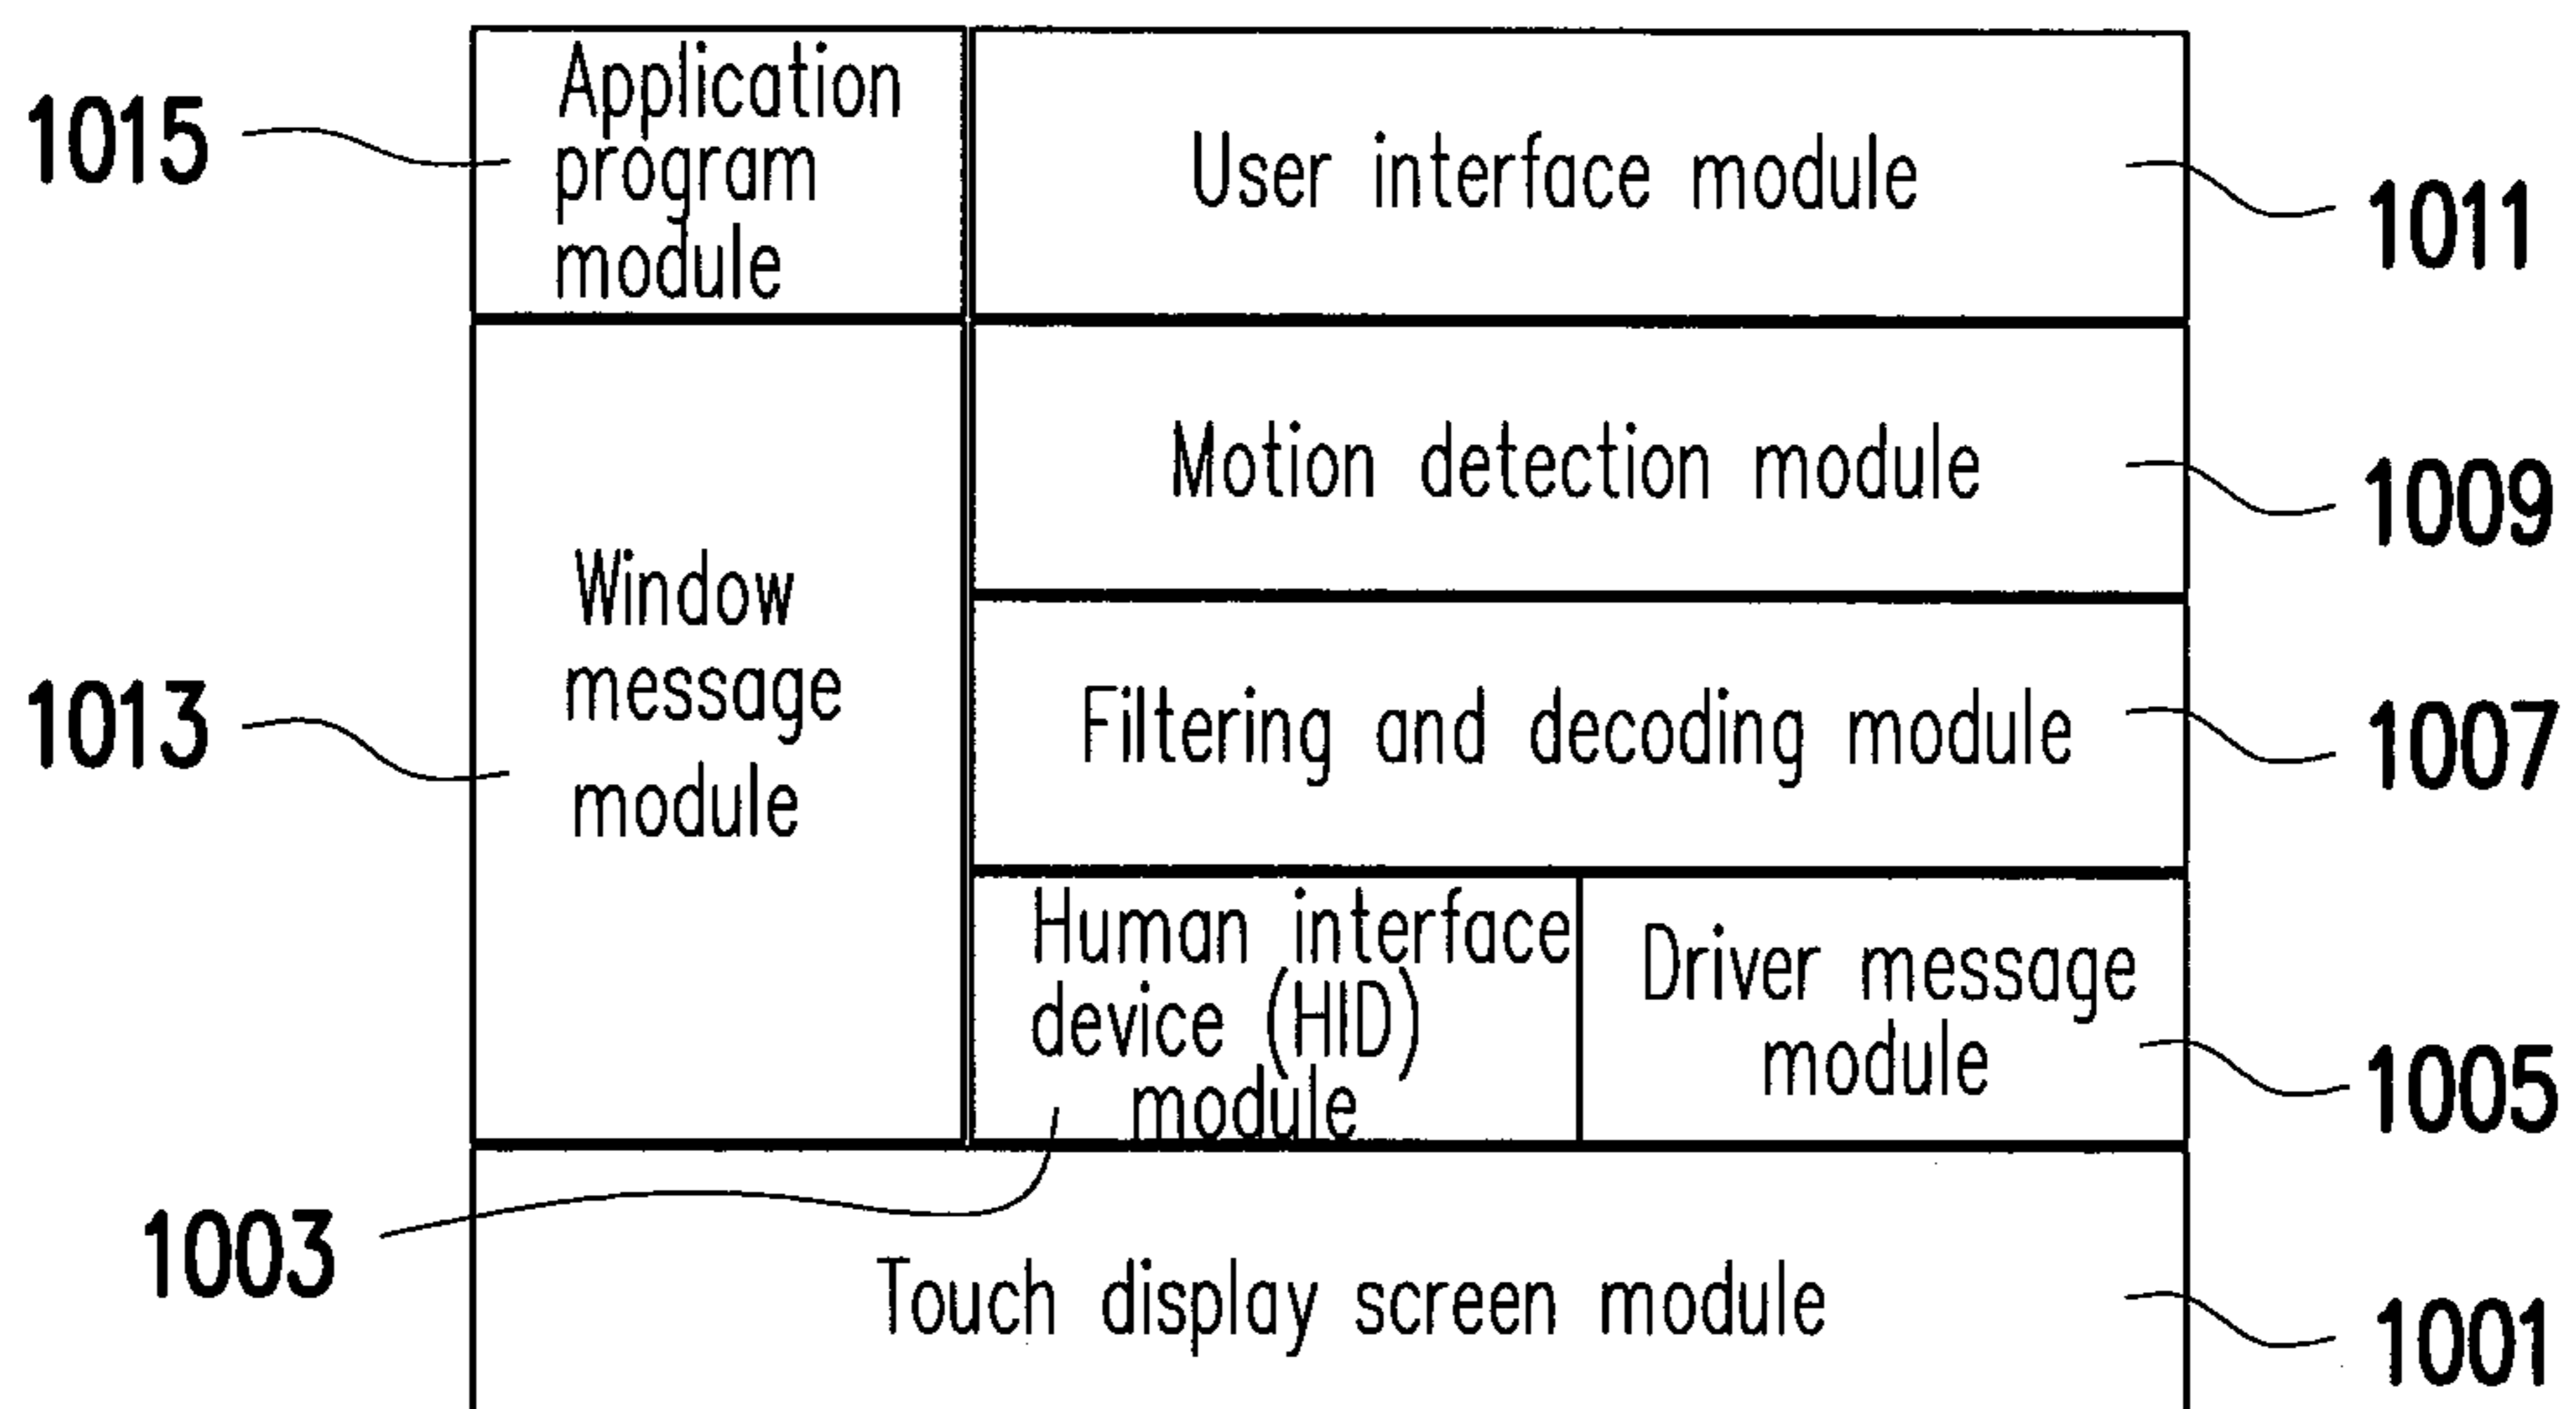 Application
program
module
1015
User interface module
1011
Motion detection module
1009
Window
message
module
1013
Filtering and decoding module
1007
Human interface
device (HID)
module
1003
Driver message
module
1005
Touch display screen module
1001